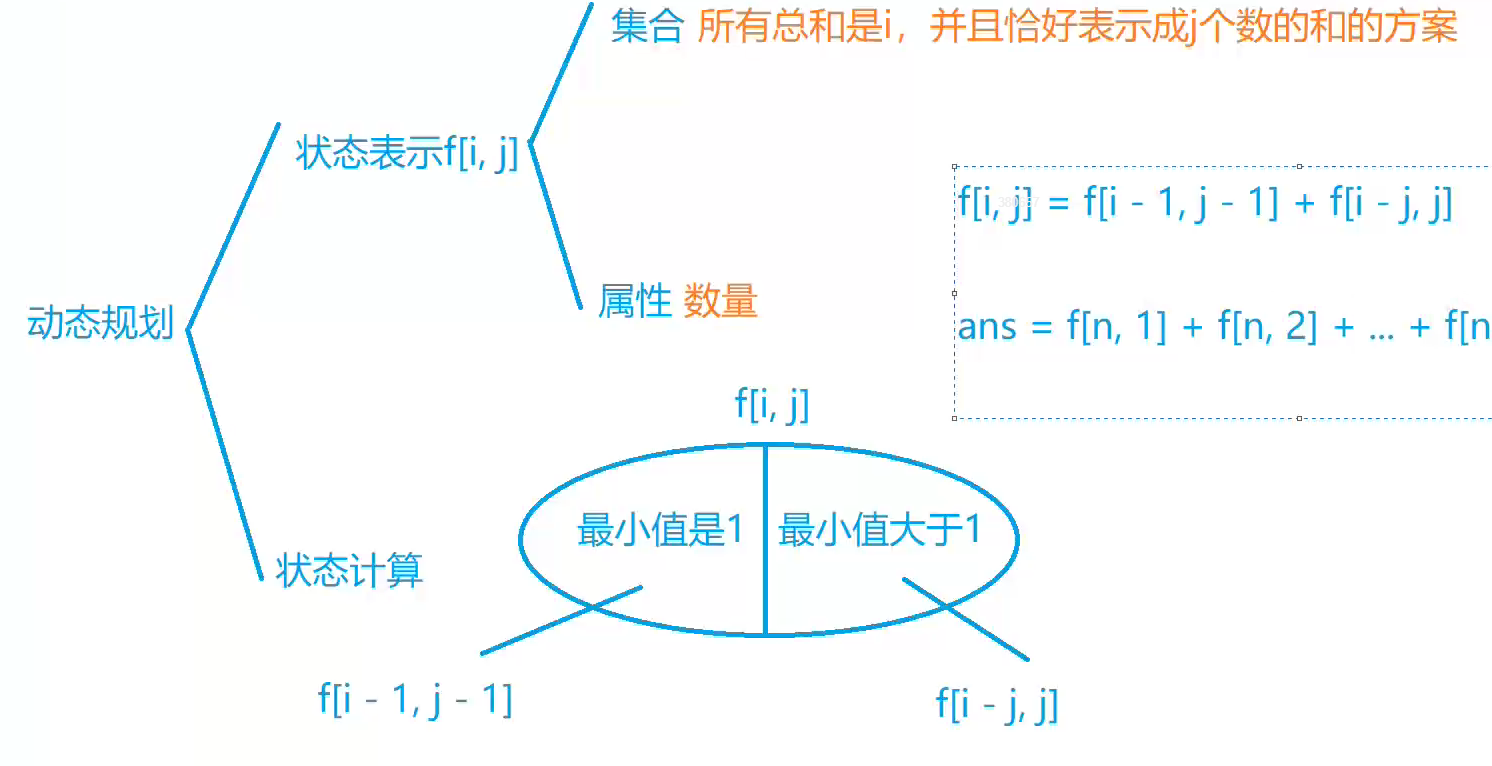 集合 所有总和是i，并且恰好表示成j个数的和的方案
状态表示f[i, j]
f[i, j] = f[i - 1, j - 1] + f[i - j, j]
属性 数量
动态规划
ans = f[n, 1] + f[n, 2] + ... + f[n
f[i, j]
最小值是1
最小值大于1
状态计算
f[i - 1, j - 1]
f[i - j, j]